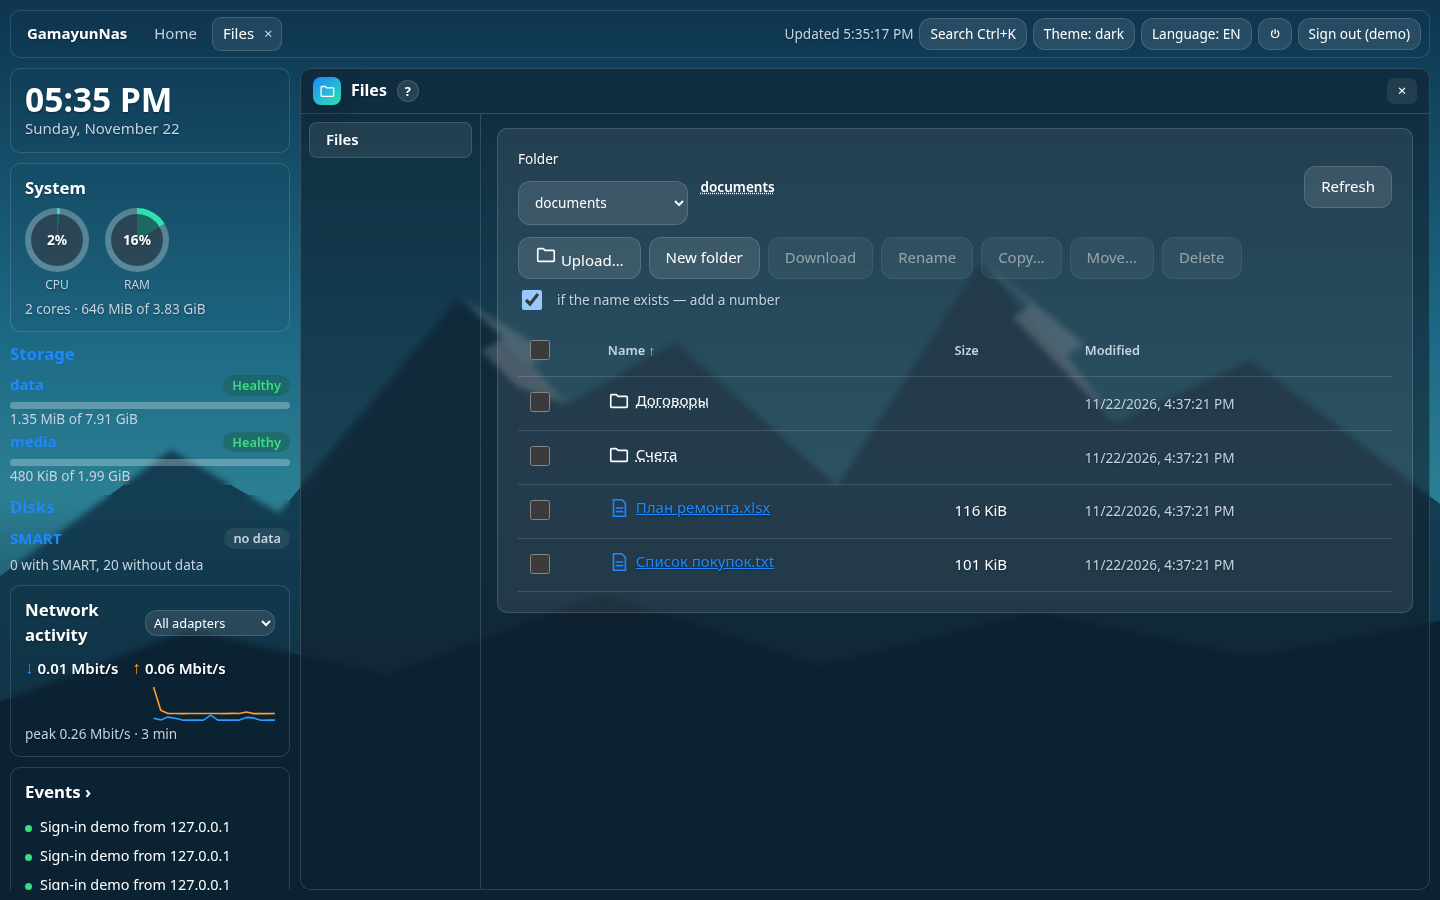 GamayunNas Home Files × Updated 5:35:17 PM Search Ctrl+K Theme: dark Language: EN Sign out (demo)
05:35 PM
Sunday, November 22
System
2% 16%
CPU RAM
2 cores · 646 MiB of 3.83 GiB
Storage
data Healthy
1.35 MiB of 7.91 GiB
media Healthy
480 KiB of 1.99 GiB
Disks
SMART no data
0 with SMART, 20 without data
Network
activity
All adapters
↓ 0.01 Mbit/s ↑ 0.06 Mbit/s
peak 0.26 Mbit/s · 3 min
Events ›
Sign-in demo from 127.0.0.1
Sign-in demo from 127.0.0.1
Sign-in demo from 127.0.0.1
Files ? ×
Files
Folder
documents documents Refresh
Upload... New folder Download Rename Copy... Move... Delete
if the name exists — add a number
Name ↑ Size Modified
Договоры 11/22/2026, 4:37:21 PM
Счета 11/22/2026, 4:37:21 PM
План ремонта.xlsx 116 KiB 11/22/2026, 4:37:21 PM
Список покупок.txt 101 KiB 11/22/2026, 4:37:21 PM